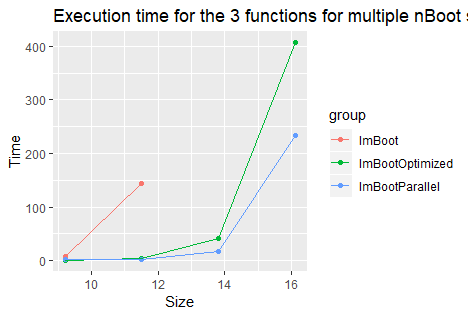 Execution time for the 3 functions for multiple nBoot
400
300
200
100
0
Time
10
12
14
16
Size
group
lmBoot
lmBootOptimized
lmBootParallel